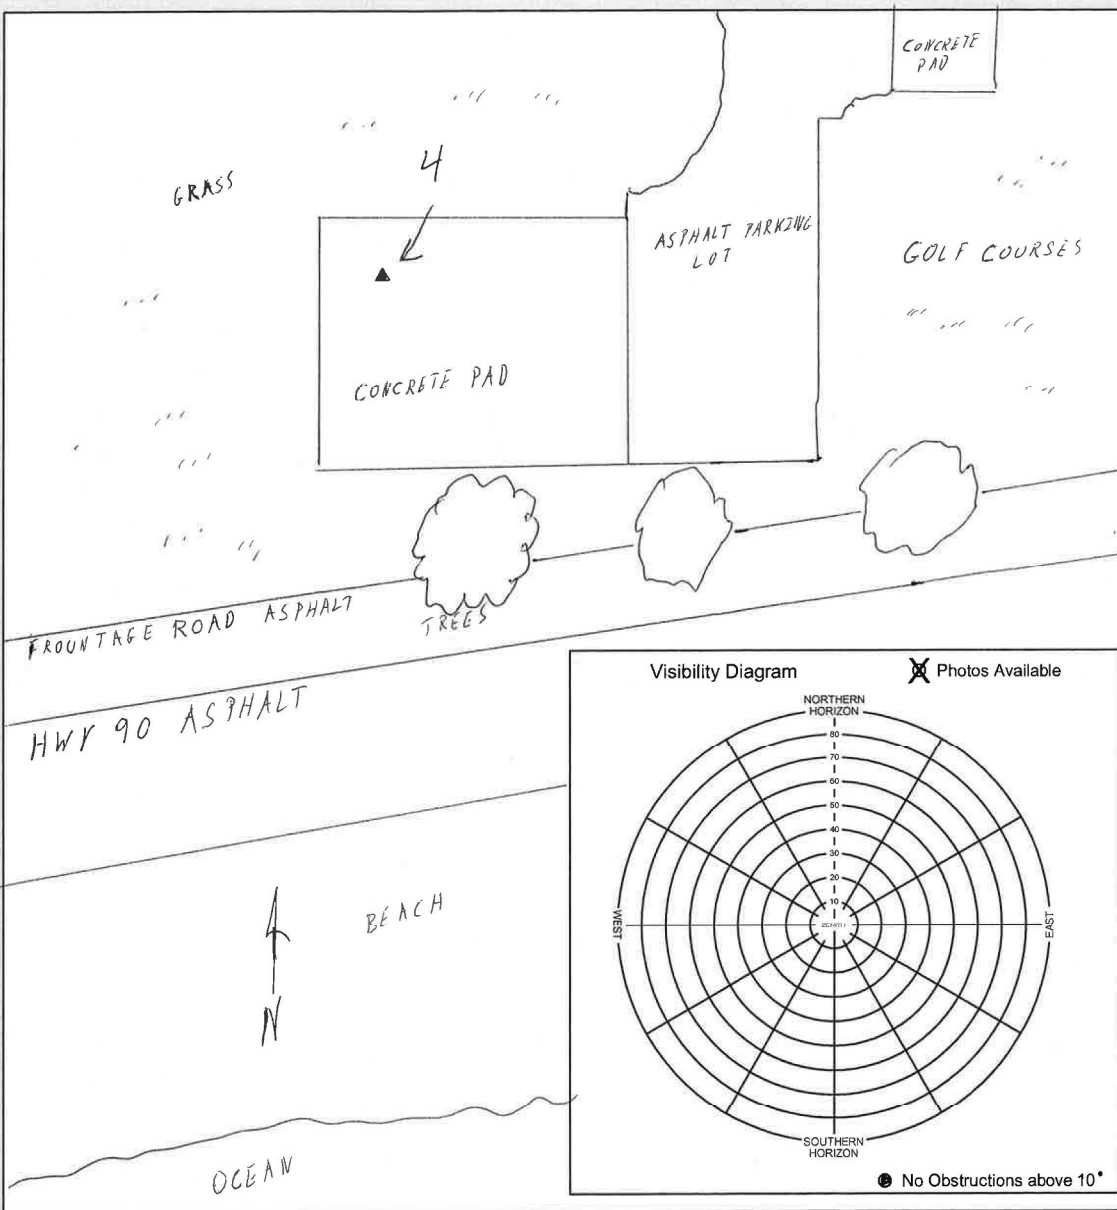 CONCRETE
PAD
4
GRASS
ASPHALT PARKING
LOT
GOLF COURSES
CONCRETE PAD
TREES
FROUNTAGE ROAD ASPHALT
HWY 90 ASPHALT
BEACH
N
OCEAN
Visibility Diagram
Photos Available
NORTHERN
HORIZON
80
70
60
50
40
30
20
10
ZENITH
WEST
EAST
SOUTHERN
HORIZON
No Obstructions above 10°